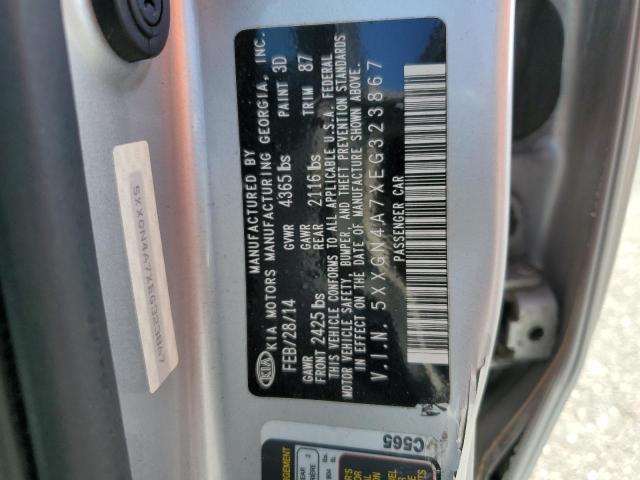 MANUFACTURED BY
KIA KIA MOTORS MANUFACTURING GEORGIA, INC.
FEB/28/14 GVWR 4365 lbs PAINT 3D
GAWR FRONT 2425 lbs GAWR REAR 2116 lbs TRIM 87
THIS VEHICLE CONFORMS TO ALL APPLICABLE U.S.A. FEDERAL
MOTOR VEHICLE SAFETY, BUMPER, AND THEFT PREVENTION STANDARDS
IN EFFECT ON THE DATE OF MANUFACTURE SHOWN ABOVE.
V.I.N. 5XXGN4A7XEG323867
PASSENGER CAR
5XXGN4A7XEG323867
C565